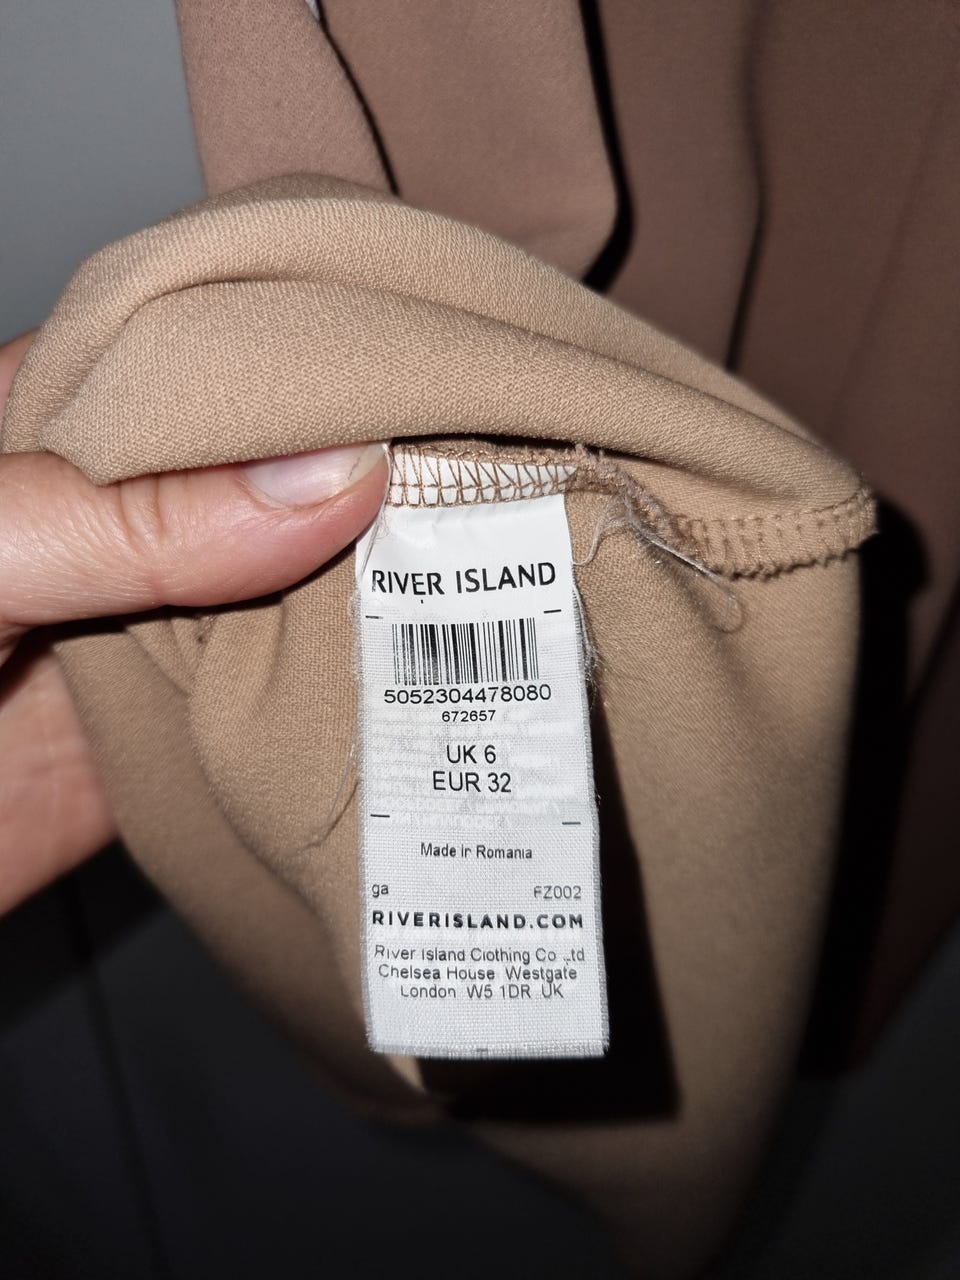 RIVER ISLAND
5052304478080
672657
UK 6
EUR 32
Made in Romania
ga FZ002
RIVERISLAND.COM
River Island Clothing Co Ltd
Chelsea House Westgate
London W5 1DR UK